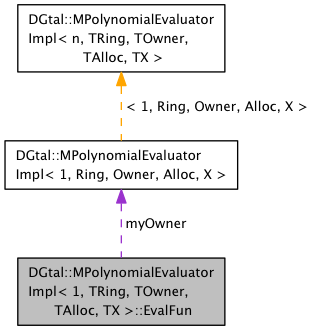 DGtal::MPolynomialEvaluator
Impl< n, TRing, TOwner,
TAlloc, TX >
< 1, Ring, Owner, Alloc, X >
DGtal::MPolynomialEvaluator
Impl< 1, Ring, Owner, Alloc, X >
myOwner
DGtal::MPolynomialEvaluator
Impl< 1, TRing, TOwner,
TAlloc, TX >::EvalFun